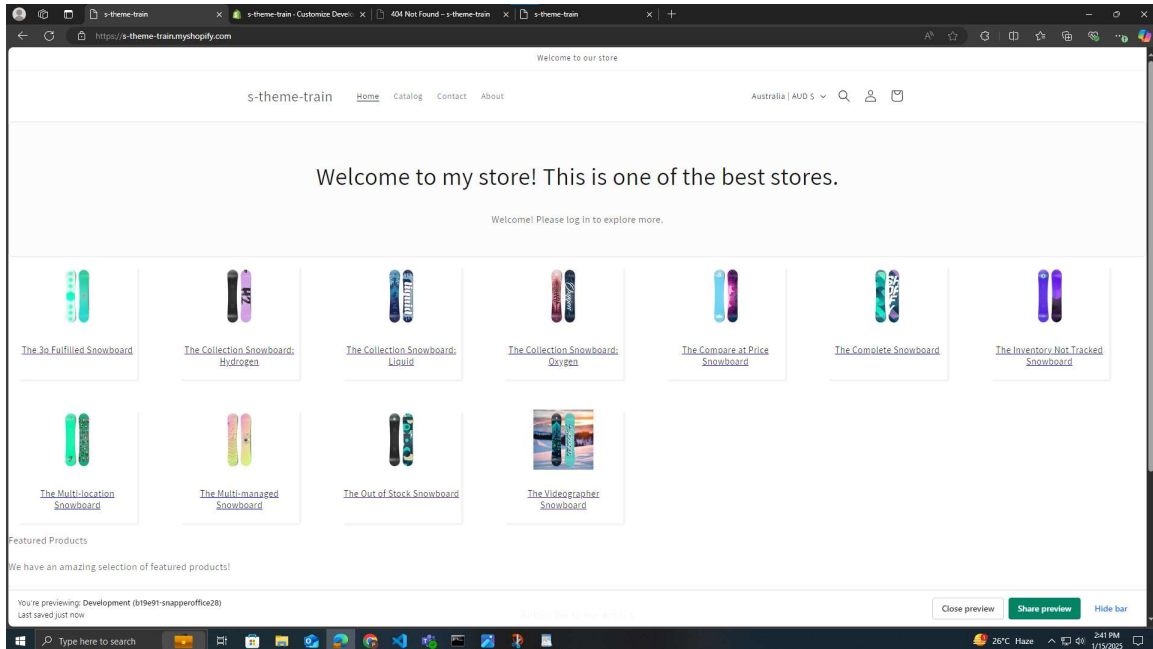 s-theme-train
s-theme-train - Customize Develo
404 Not Found – s-theme-train
s-theme-train
https://s-theme-train.myshopify.com
Welcome to our store
s-theme-train
Home
Catalog
Contact
About
Australia | AUD $
Welcome to my store! This is one of the best stores.
Welcome! Please log in to explore more.
The 3p Fulfilled Snowboard
The Collection Snowboard:
Hydrogen
The Collection Snowboard:
Liquid
The Collection Snowboard:
Oxygen
The Compare at Price
Snowboard
The Complete Snowboard
The Inventory Not Tracked
Snowboard
The Multi-location
Snowboard
The Multi-managed
Snowboard
The Out of Stock Snowboard
The Videographer
Snowboard
Featured Products
We have an amazing selection of featured products!
You're previewing: Development (b19e91-snapperoffice28)
Last saved just now
Close preview
Share preview
Hide bar
Type here to search
26°C Haze
2:41 PM
1/15/2025